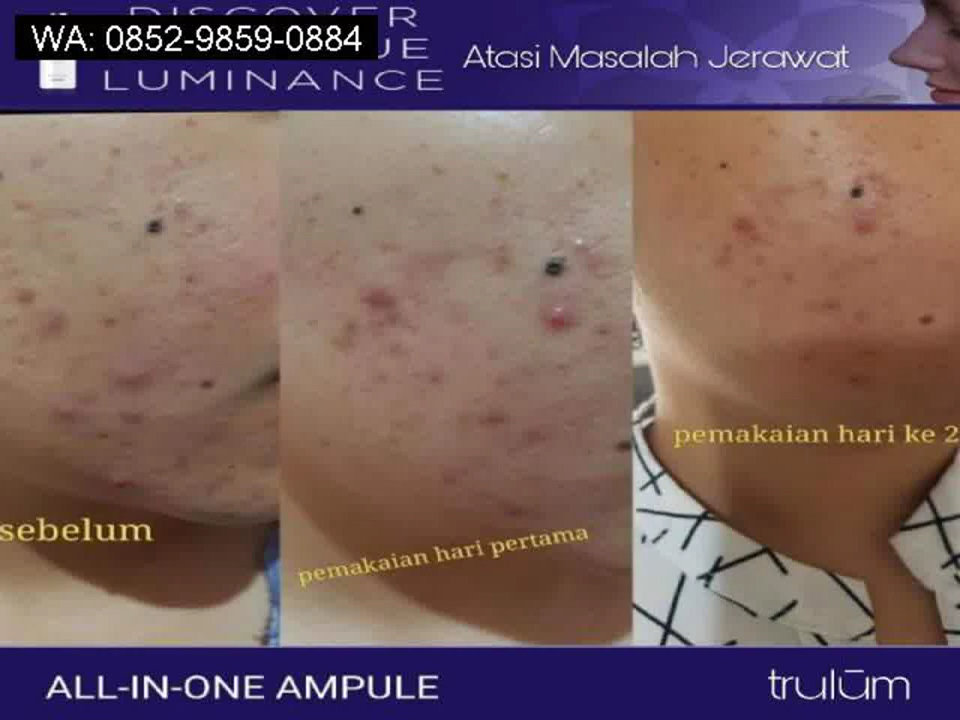 WA: 0852-9859-0884
DISCOVER
LUMINANCE
Atasi Masalah Jerawat
sebelum
pemakaian hari pertama
pemakaian hari ke 2
ALL-IN-ONE AMPULE
trulūm